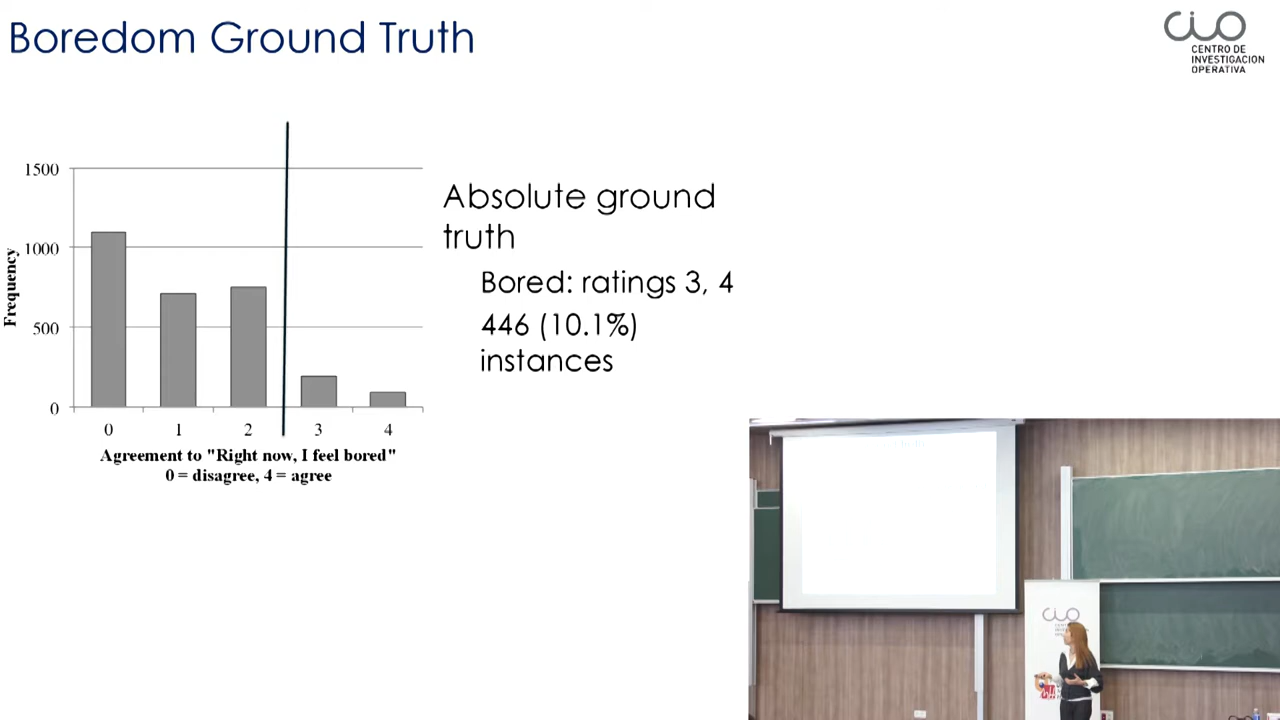 Boredom Ground Truth
CIO
CENTRO DE
INVESTIGACION
OPERATIVA
1500
1000
500
0
Frequency
0 1 2 3 4
Agreement to "Right now, I feel bored"
0 = disagree, 4 = agree
Absolute ground
truth
Bored: ratings 3, 4
446 (10.1%)
instances
CIO